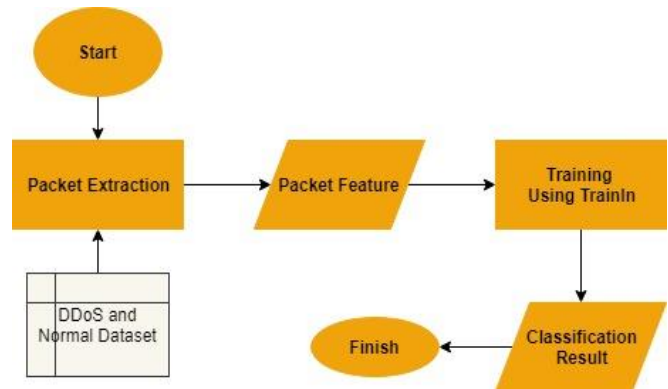 Start
Packet Extraction
Packet Feature
Training
Using TrainIn
DDoS and
Normal Dataset
Finish
Classification
Result